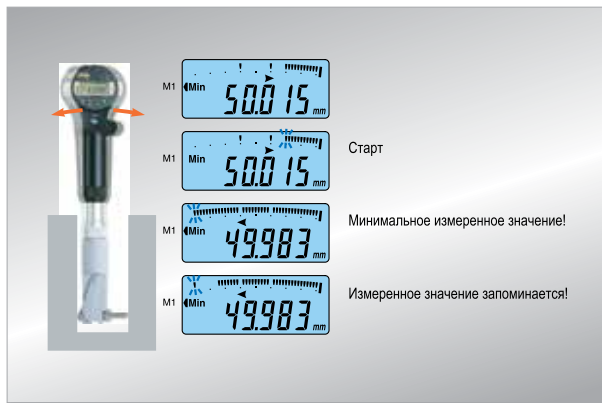 M1 Min 50.015 mm
M1 Min 50.015 mm
Старт
M1 Min 49.983 mm
Минимальное измеренное значение!
M1 Min 49.983 mm
Измеренное значение запоминается!